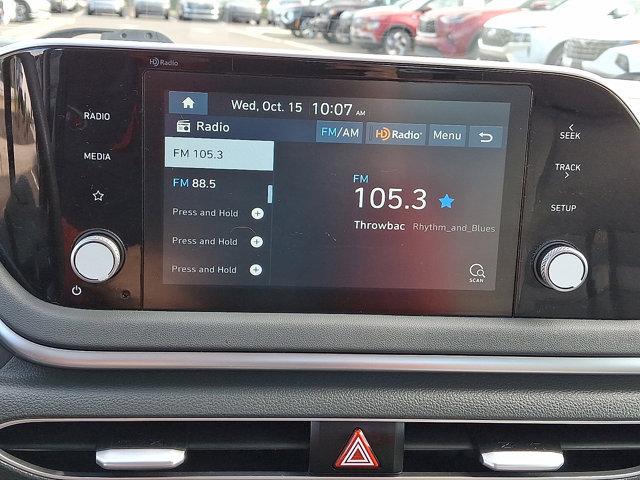 HD Radio
RADIO
MEDIA
Wed, Oct. 15 10:07 AM
Radio
FM/AM
HD Radio
Menu
FM 105.3
FM 88.5
Press and Hold
Press and Hold
Press and Hold
FM
105.3
Throwbac Rhythm_and_Blues
SCAN
SEEK
TRACK
SETUP